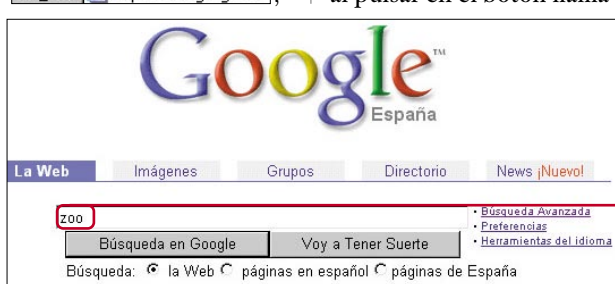 al pulsar en el botón llama
Google™
España
La Web Imágenes Grupos Directorio News ¡Nuevo!
zoo
• Búsqueda Avanzada
• Preferencias
• Herramientas del idioma
Búsqueda en Google Voy a Tener Suerte
Búsqueda: la Web páginas en español páginas de España